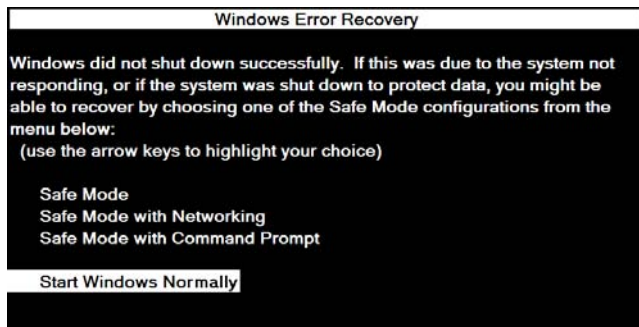 Windows Error Recovery
Windows did not shut down successfully. If this was due to the system not
responding, or if the system was shut down to protect data, you might be
able to recover by choosing one of the Safe Mode configurations from the
menu below:
(use the arrow keys to highlight your choice)
Safe Mode
Safe Mode with Networking
Safe Mode with Command Prompt
Start Windows Normally